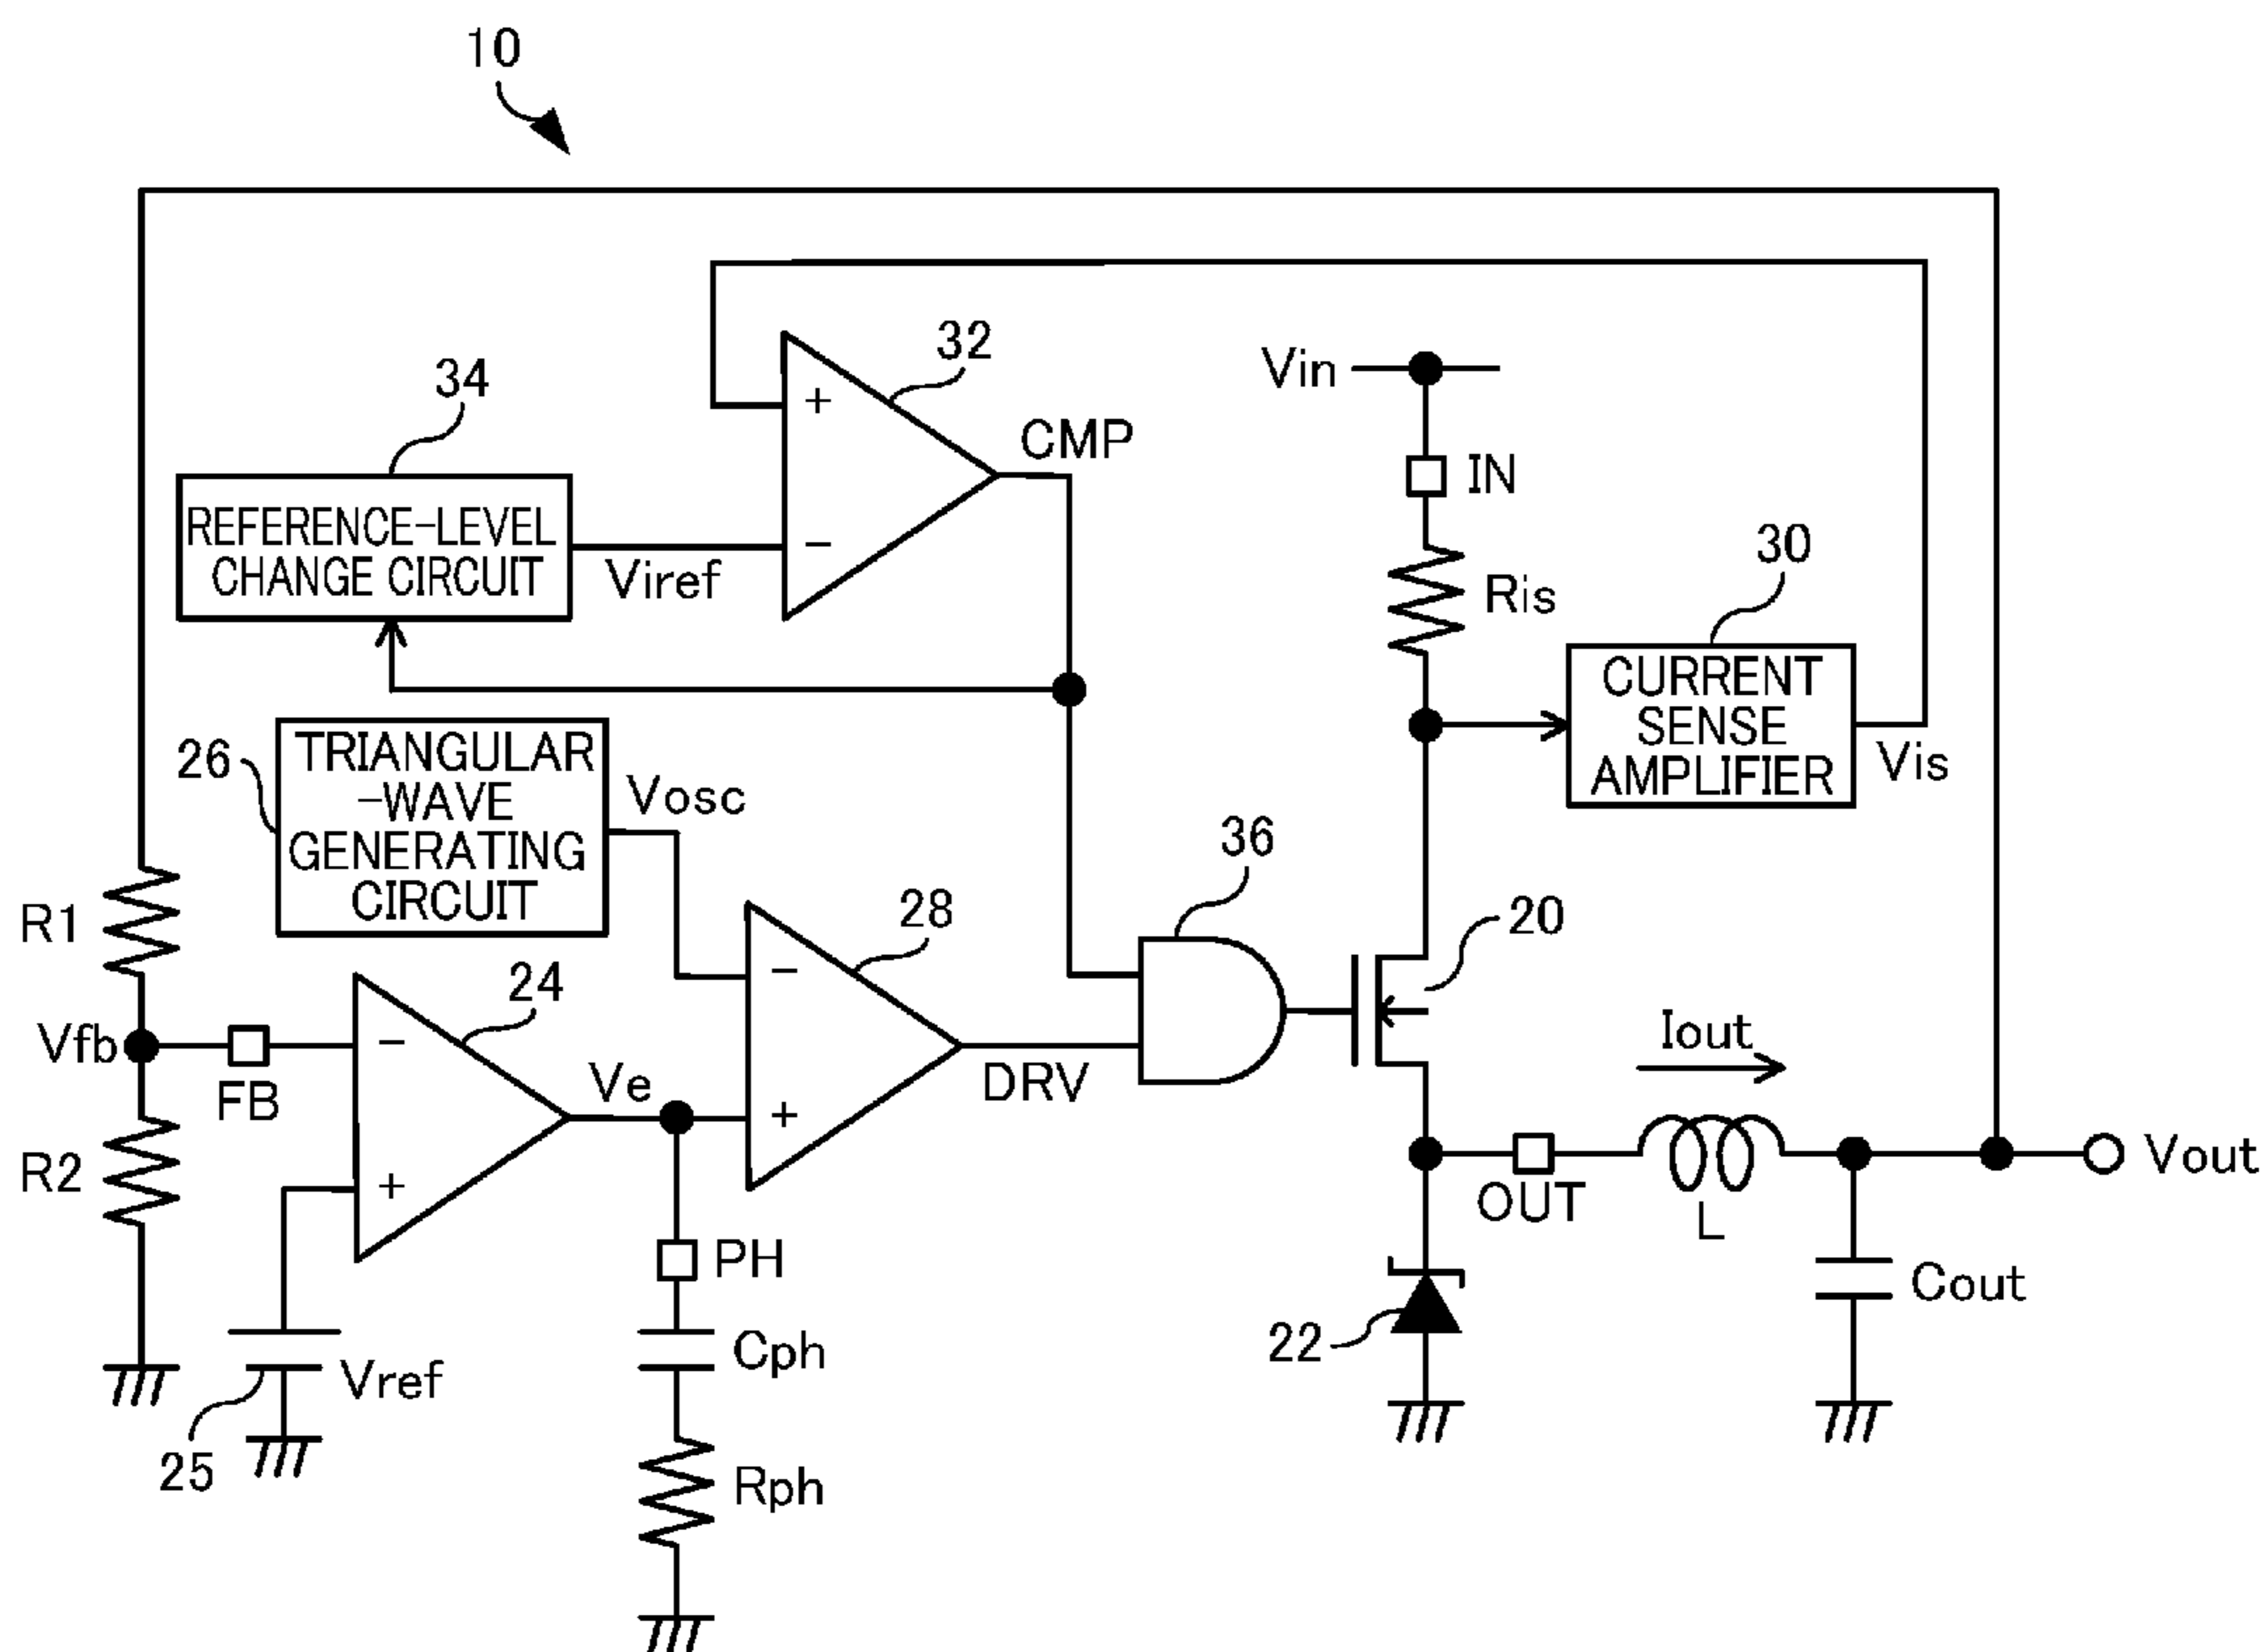 10
32
34
CMP
Vin
IN
REFERENCE-LEVEL
CHANGE CIRCUIT
Viref
Ris
30
CURRENT
SENSE
AMPLIFIER
Vis
26
TRIANGULAR
-WAVE
GENERATING
CIRCUIT
Vosc
36
28
20
R1
24
Vfb
FB
Ve
DRV
Iout
R2
OUT
L
Vout
PH
Cout
22
Cph
Vref
25
Rph
+
−
−
+
−
+